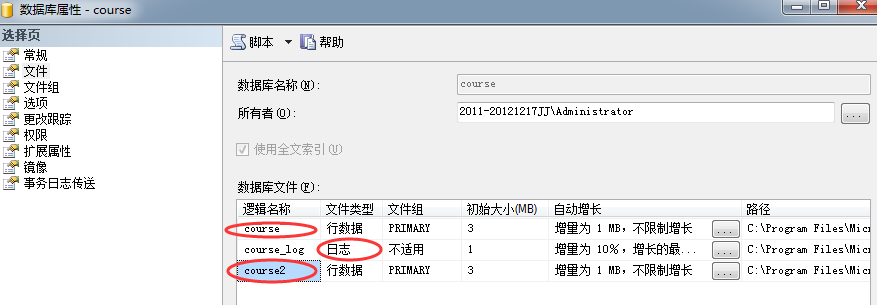 数据库属性 - course
选择页
常规
文件
文件组
选项
更改跟踪
权限
扩展属性
镜像
事务日志传送
脚本 帮助
数据库名称(N): course
所有者(O): 2011-20121217JJ\Administrator ...
使用全文索引(U)
数据库文件(F):
逻辑名称 文件类型 文件组 初始大小(MB) 自动增长 路径
course 行数据 PRIMARY 3 增量为 1 MB，不限制增长 ... C:\Program Files\Micr
course_log 日志 不适用 1 增量为 10%，增长的最... ... C:\Program Files\Micr
course2 行数据 PRIMARY 3 增量为 1 MB，不限制增长 ... C:\Program Files\Micr